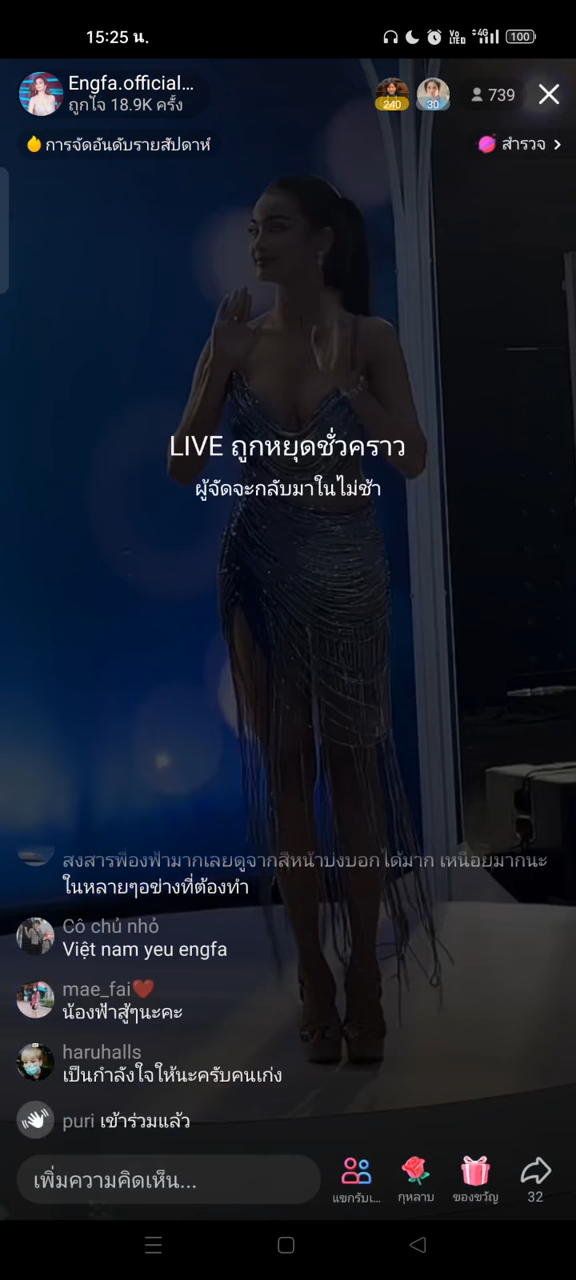 15:25 น.
Vo LTE 4G 100
Engfa.official...
ถูกใจ 18.9K ครั้ง
240
30
739
การจัดอันดับรายสัปดาห์
สำรวจ
LIVE ถูกหยุดชั่วคราว
ผู้จัดจะกลับมาในไม่ช้า
สงสารพี่องฟ้ามากเลยดูจากสีหน้าบ่งบอกได้มาก เหนื่อยมากนะ
ในหลายๆอย่างที่ต้องทำ
Cô chủ nhỏ
Việt nam yeu engfa
mae_fai❤️
น้องฟ้าสู้ๆนะคะ
haruhalls
เป็นกำลังใจให้นะครับคนเก่ง
puri เข้าร่วมแล้ว
เพิ่มความคิดเห็น...
แขกรับเ...
กุหลาบ
ของขวัญ
32